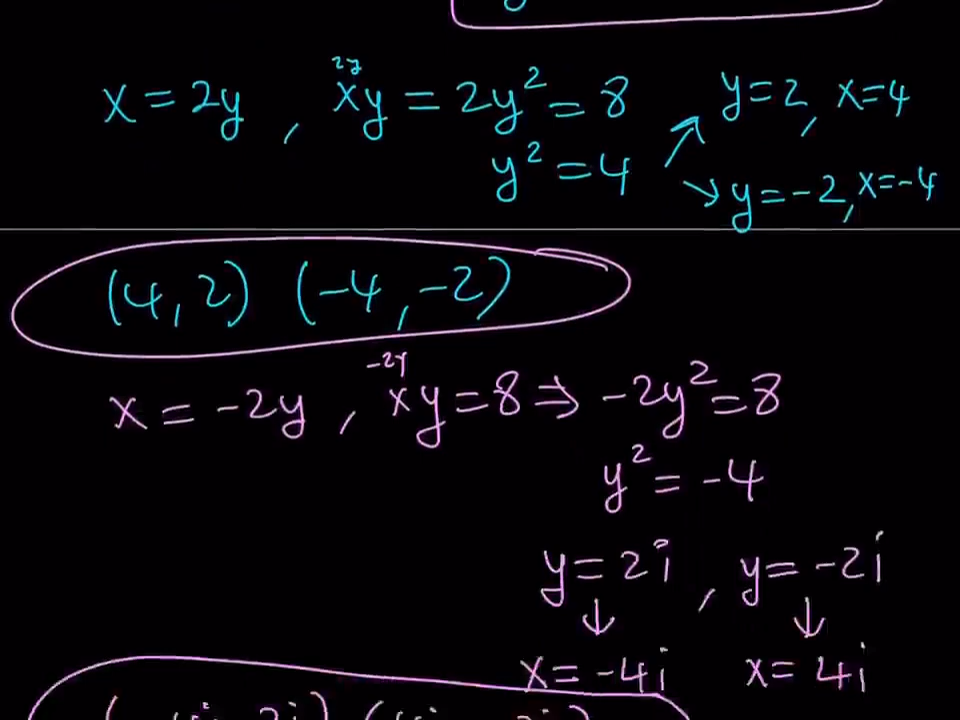 2y
x = 2y , xy = 2y² = 8 y=2, x=4
y² = 4 y=-2, x=-4
(4, 2) (-4, -2)
-2y
x = -2y , xy = 8 ⇒ -2y² = 8
y² = -4
y = 2i , y = -2i
↓ ↓
x = -4i x = 4i